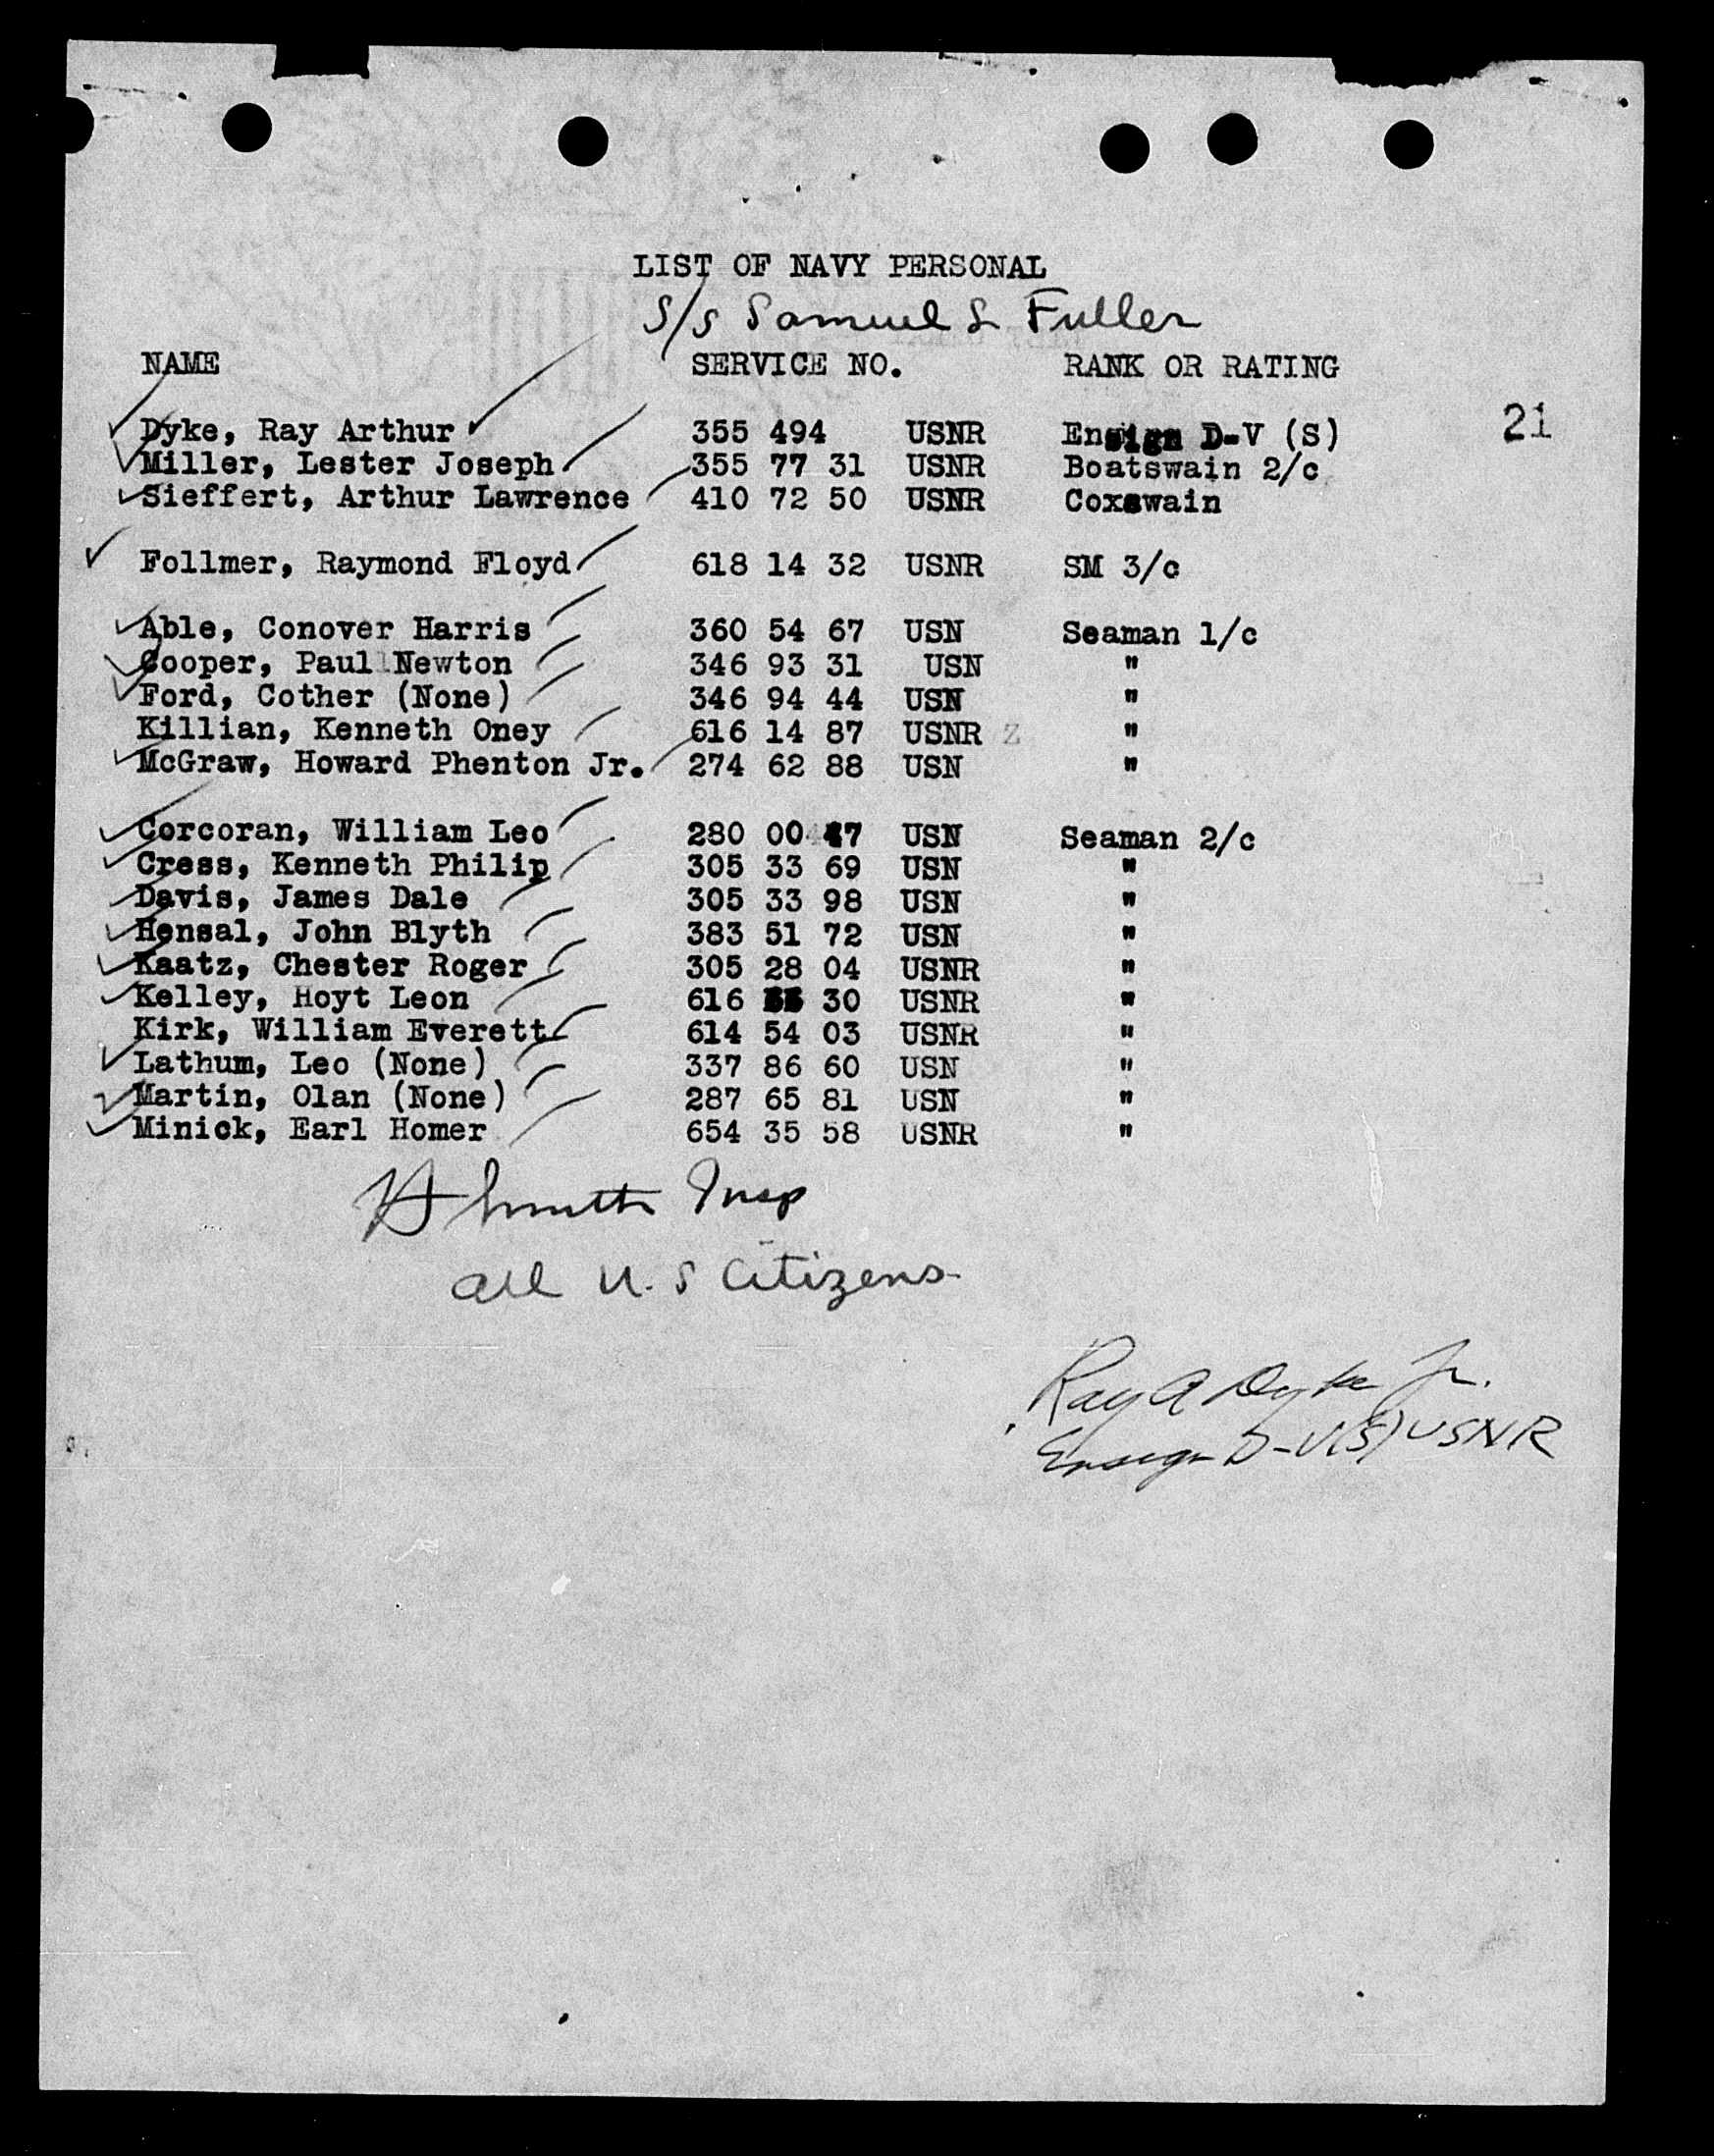 LIST OF NAVY PERSONAL
S/S Samuel L Fuller
NAME SERVICE NO. RANK OR RATING
Dyke, Ray Arthur 355 494 USNR Ensign D-V (S) 21
Miller, Lester Joseph 355 77 31 USNR Boatswain 2/c
Sieffert, Arthur Lawrence 410 72 50 USNR Coxswain
Follmer, Raymond Floyd 618 14 32 USNR SM 3/c
Able, Conover Harris 360 54 67 USN Seaman 1/c
Cooper, Paul Newton 346 93 31 USN "
Ford, Cother (None) 346 94 44 USN "
Killian, Kenneth Oney 616 14 87 USNR "
McGraw, Howard Phenton Jr. 274 62 88 USN "
Corcoran, William Leo 280 00 47 USN Seaman 2/c
Cress, Kenneth Philip 305 33 69 USN "
Davis, James Dale 305 33 98 USN "
Hensal, John Blyth 383 51 72 USN "
Kaatz, Chester Roger 305 28 04 USNR "
Kelley, Hoyt Leon 616 30 USNR "
Kirk, William Everett 614 54 03 USNR "
Lathum, Leo (None) 337 86 60 USN "
Martin, Olan (None) 287 65 81 USN "
Minick, Earl Homer 654 35 58 USNR "
Smith Insp
all U.S Citizens
Ray A Dyke Jr.
Ensign D-V(S) USNR